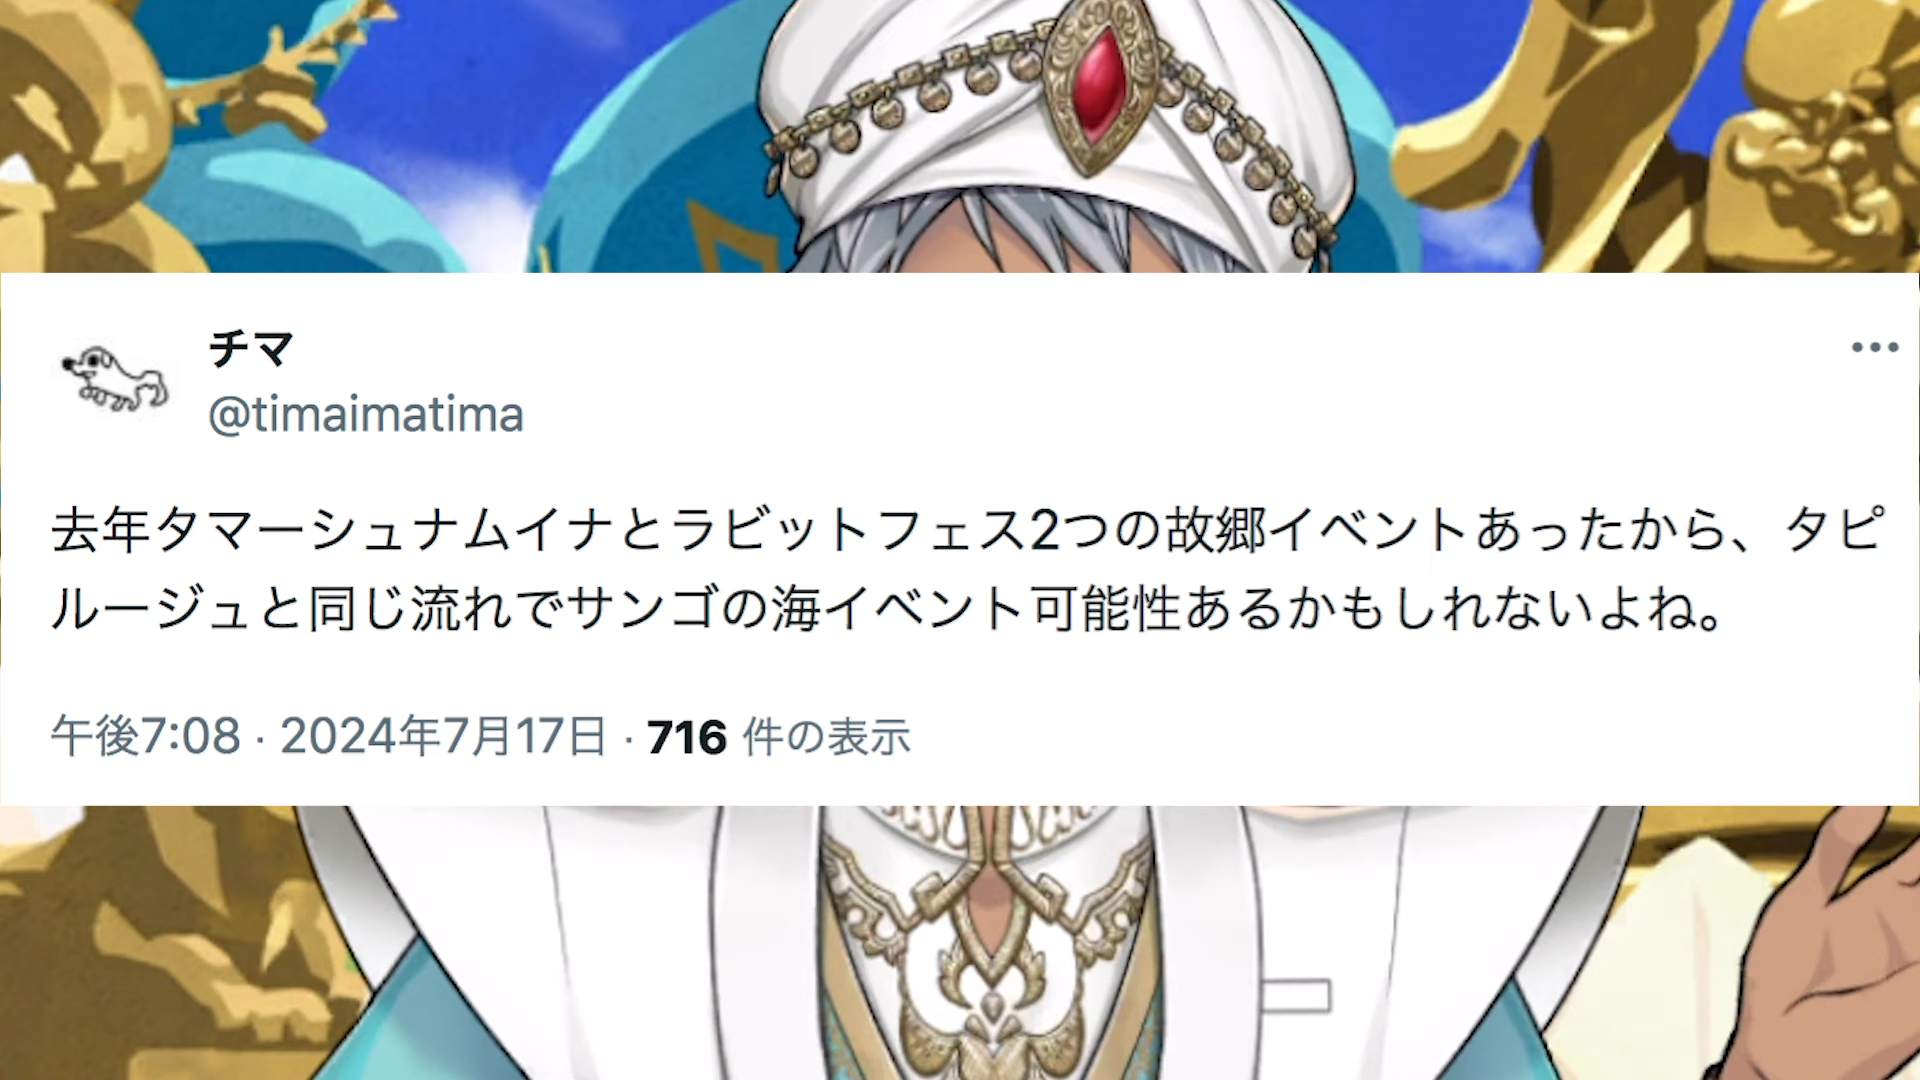 チマ
@timaimatima
去年タマーシュナムイナとラビットフェス2つの故郷イベントあったから、タピ
ルージュと同じ流れでサンゴの海イベント可能性あるかもしれないよね。
午後7:08 · 2024年7月17日 · 716 件の表示